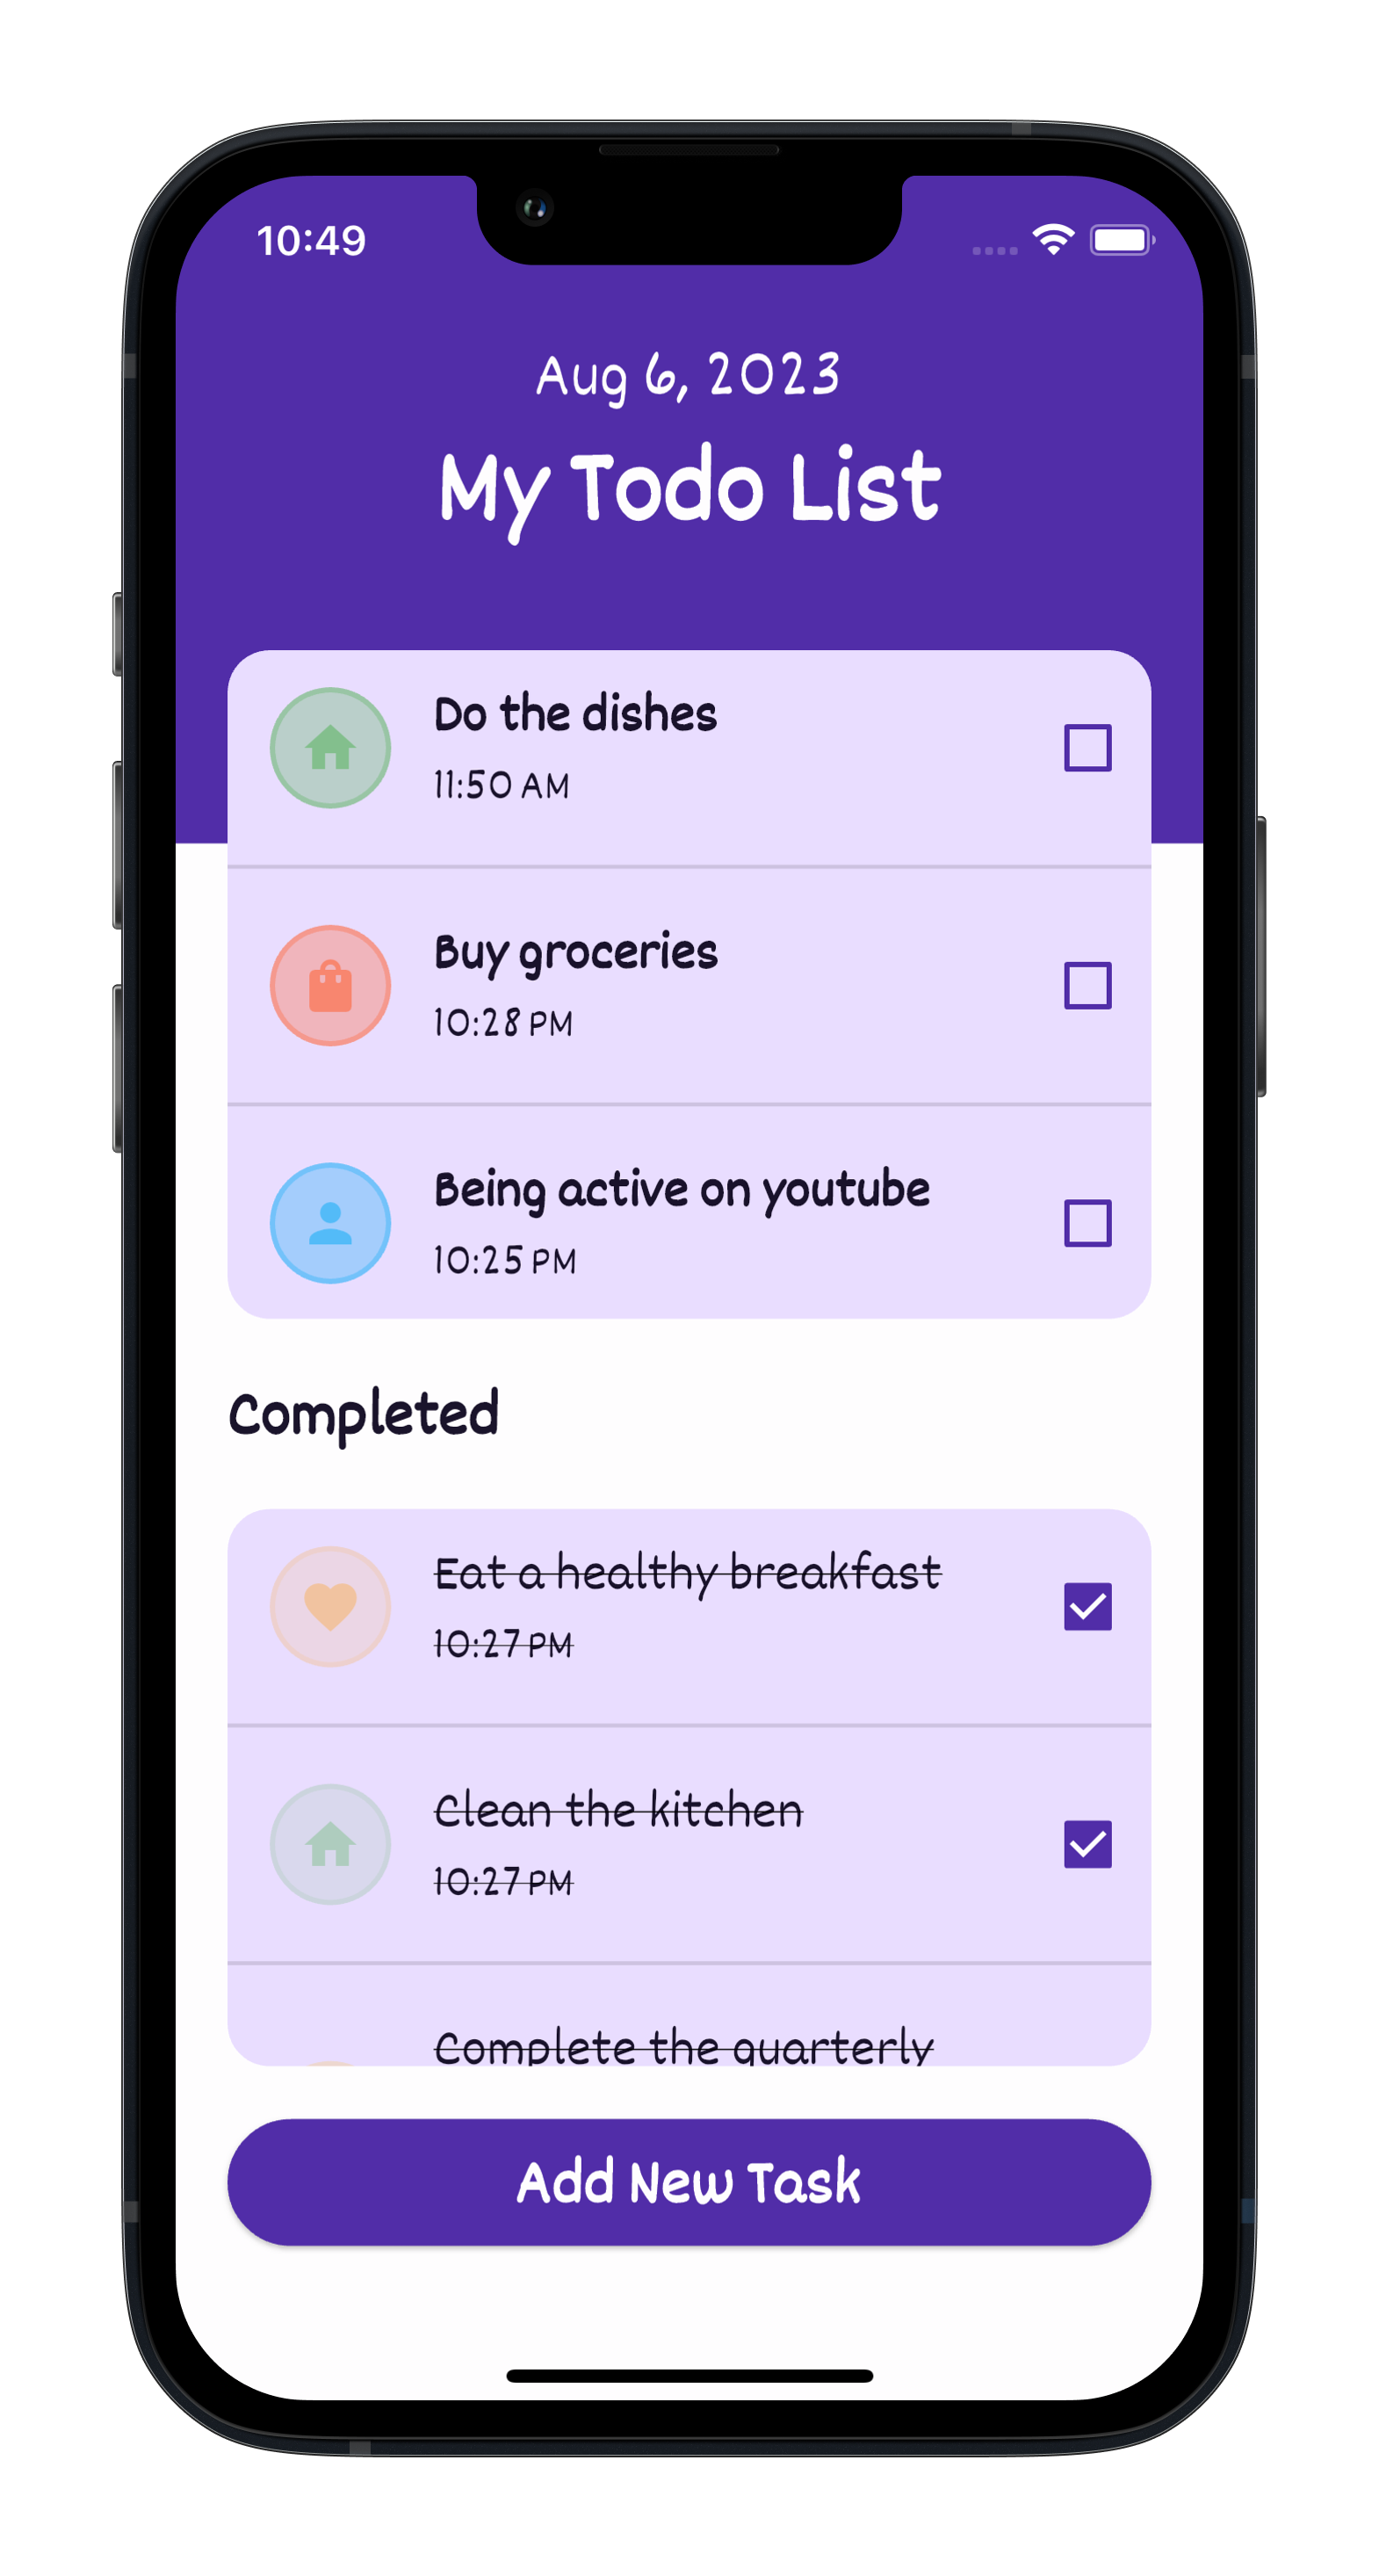 10:49
Aug 6, 2023
My Todo List
Do the dishes
11:50 AM
Buy groceries
10:28 PM
Being active on youtube
10:25 PM
Completed
Eat a healthy breakfast
10:27 PM
Clean the kitchen
10:27 PM
Complete the quarterly
Add New Task